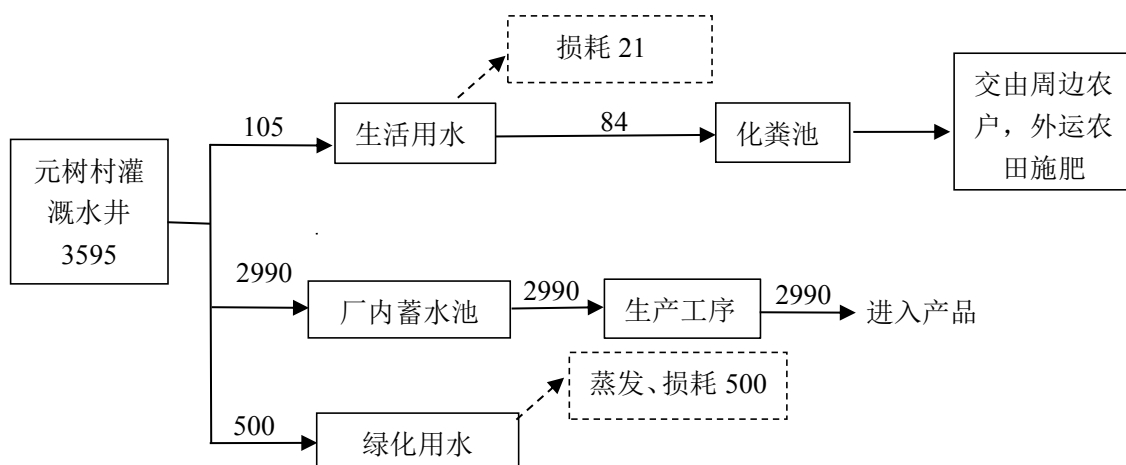 损耗 21
交由周边农
户，外运农
田施肥
105
生活用水
84
化粪池
元树村灌
溉水井
3595
2990
厂内蓄水池
2990
生产工序
2990
进入产品
蒸发、损耗 500
500
绿化用水